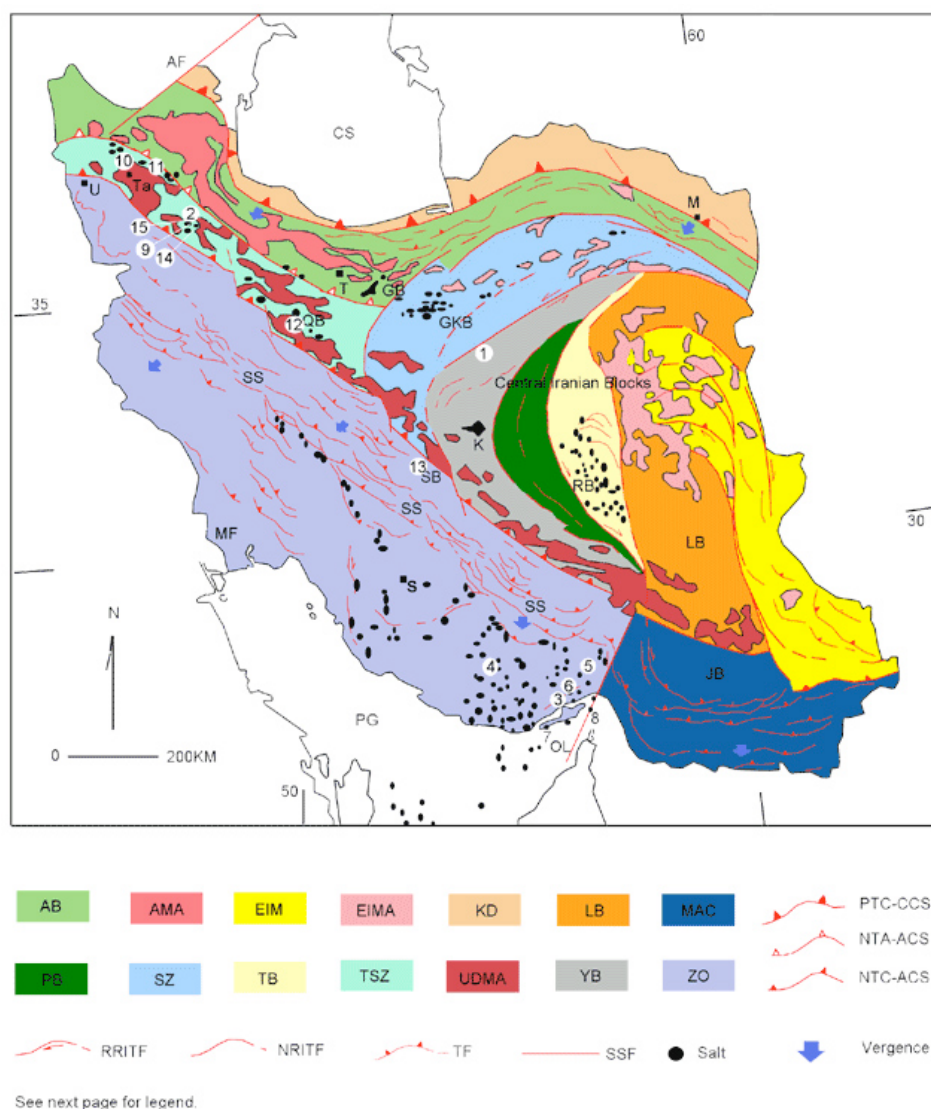 60
AF
CS
10
11
U
Ta
M
2
15
9
14
T
GB
35
QB
12
GKB
1
SS
Central Iranian Blocks
K
13
SB
RB
SS
30
MF
LB
S
N
SS
4
5
JB
6
3
PG
8
7
OL
0
200KM
50
AB AMA EIM EIMA KD LB MAC PTC-CCS
NTA-ACS
PB SZ TB TSZ UDMA YB ZO NTC-ACS
RRITF NRITF TF SSF Salt Vergence
See next page for legend.